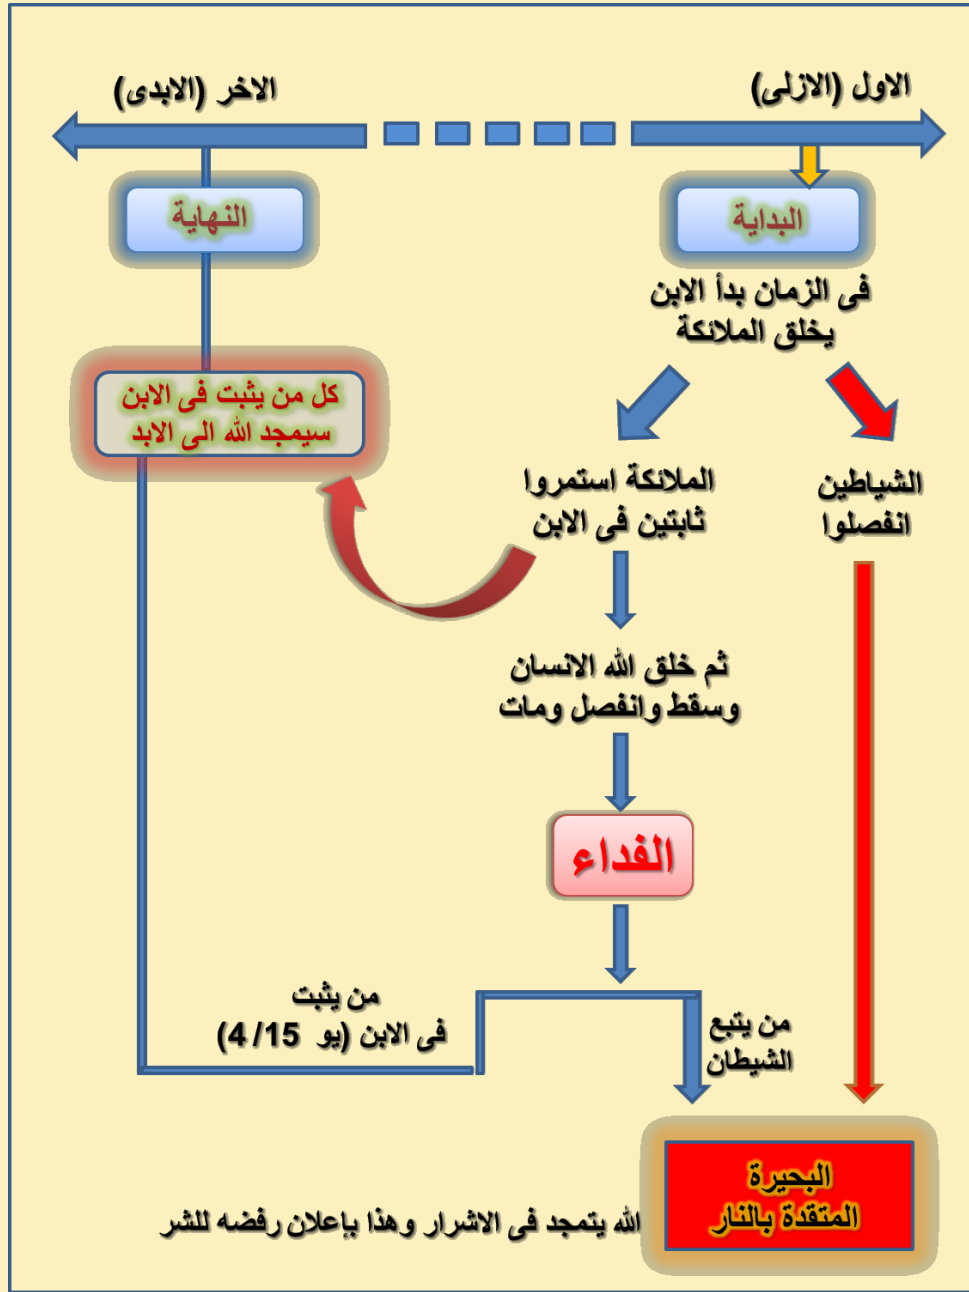 الاول (الازلى)
الاخر (الابدى)
البداية
النهاية
فى الزمان بدأ الابن
يخلق الملائكة
كل من يثبت فى الابن
سيمجد الله الى الابد
الشياطين
انفصلوا
الملائكة استمروا
ثابتين فى الابن
ثم خلق الله الانسان
وسقط وانفصل ومات
الفداء
من يتبع
الشيطان
من يثبت
فى الابن (يو 15/ 4)
البحيرة
المتقدة بالنار
الله يتمجد فى الاشرار وهذا بإعلان رفضه للشر